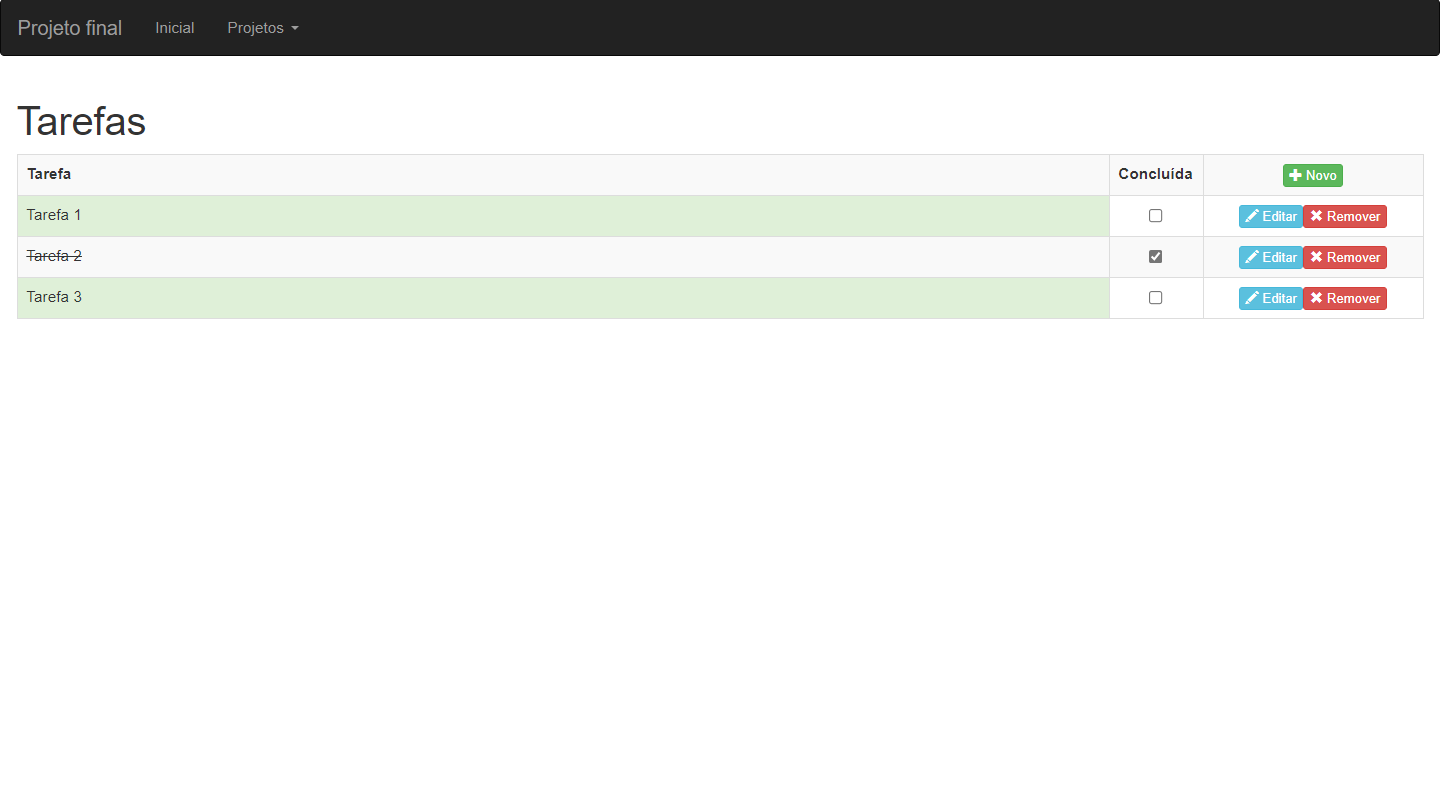 Projeto final Inicial Projetos
Tarefas
Tarefa Concluída Novo
Tarefa 1 Editar Remover
Tarefa 2 Editar Remover
Tarefa 3 Editar Remover